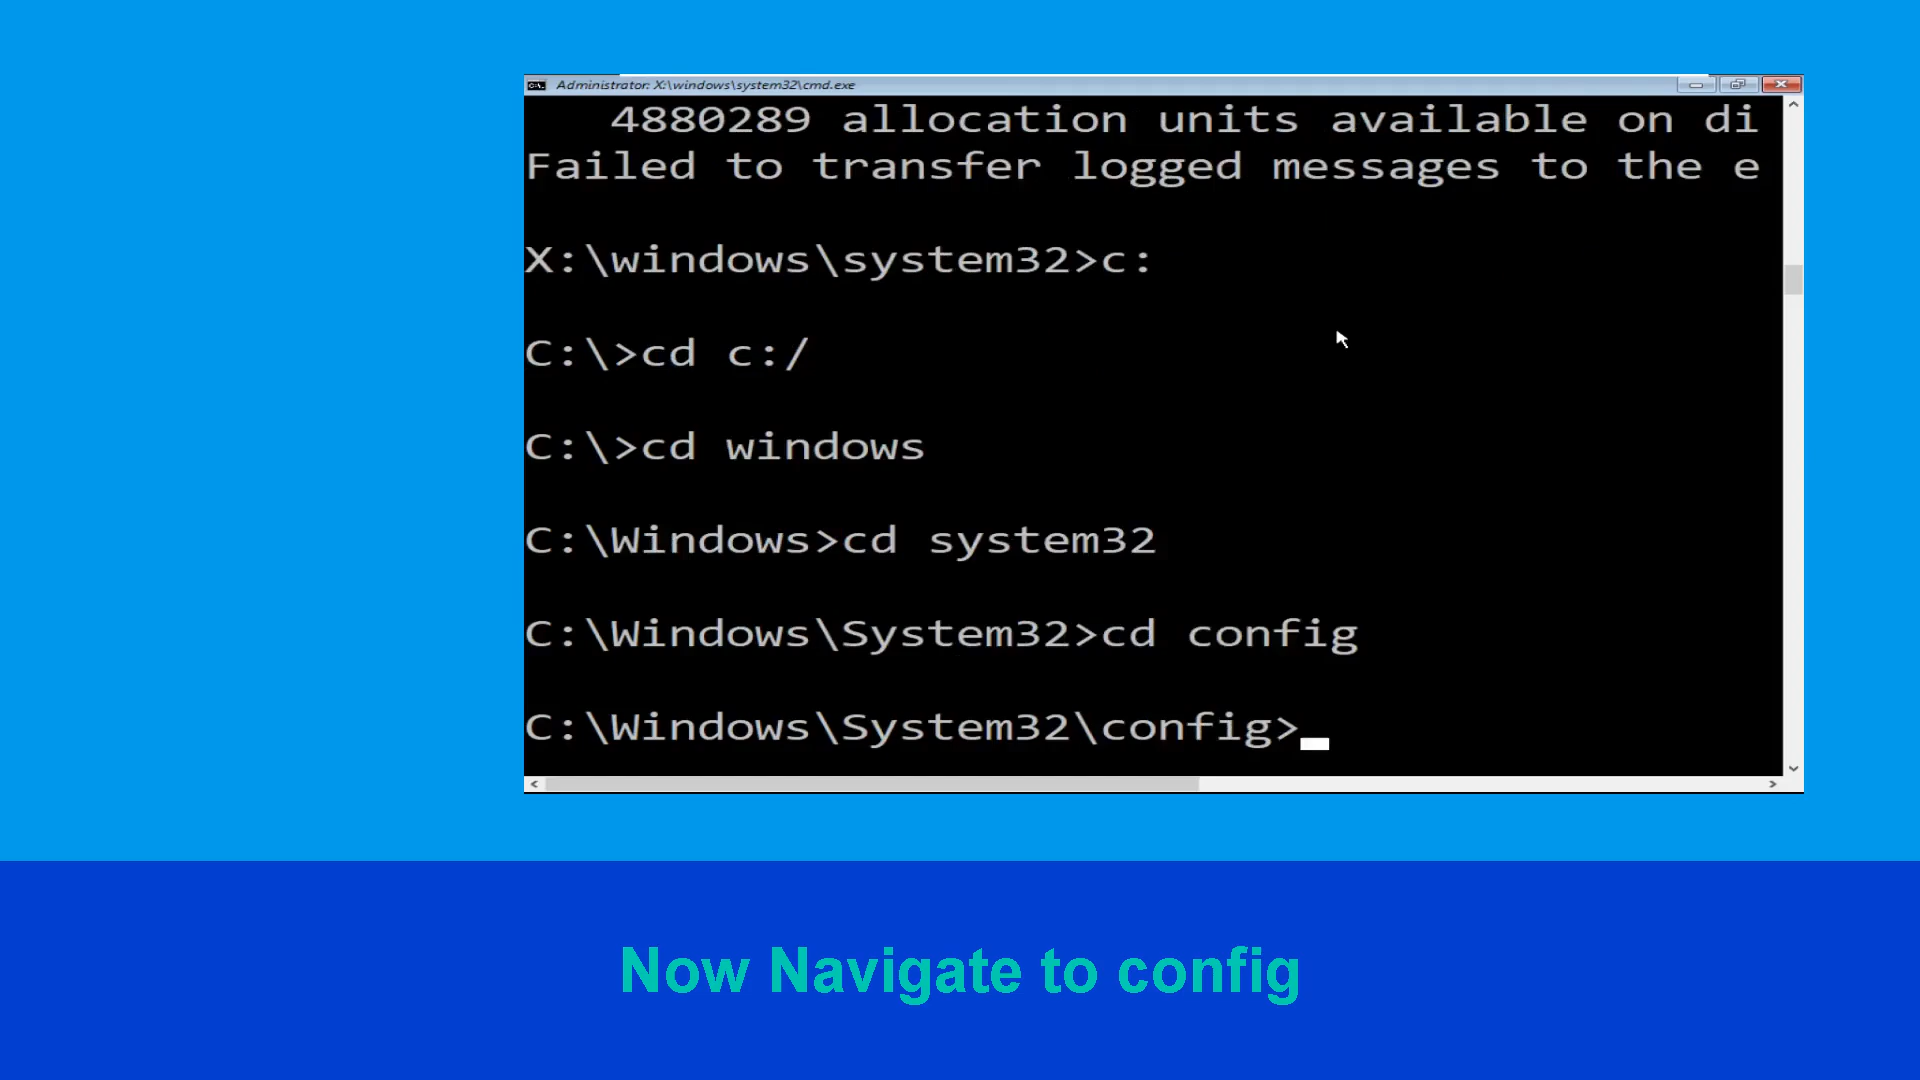 Administrator: X:\windows\system32\cmd.exe
4880289 allocation units available on di
Failed to transfer logged messages to the e
X:\windows\system32>c:
C:\>cd c:/
C:\>cd windows
C:\Windows>cd system32
C:\Windows\System32>cd config
C:\Windows\System32\config>
Now Navigate to config